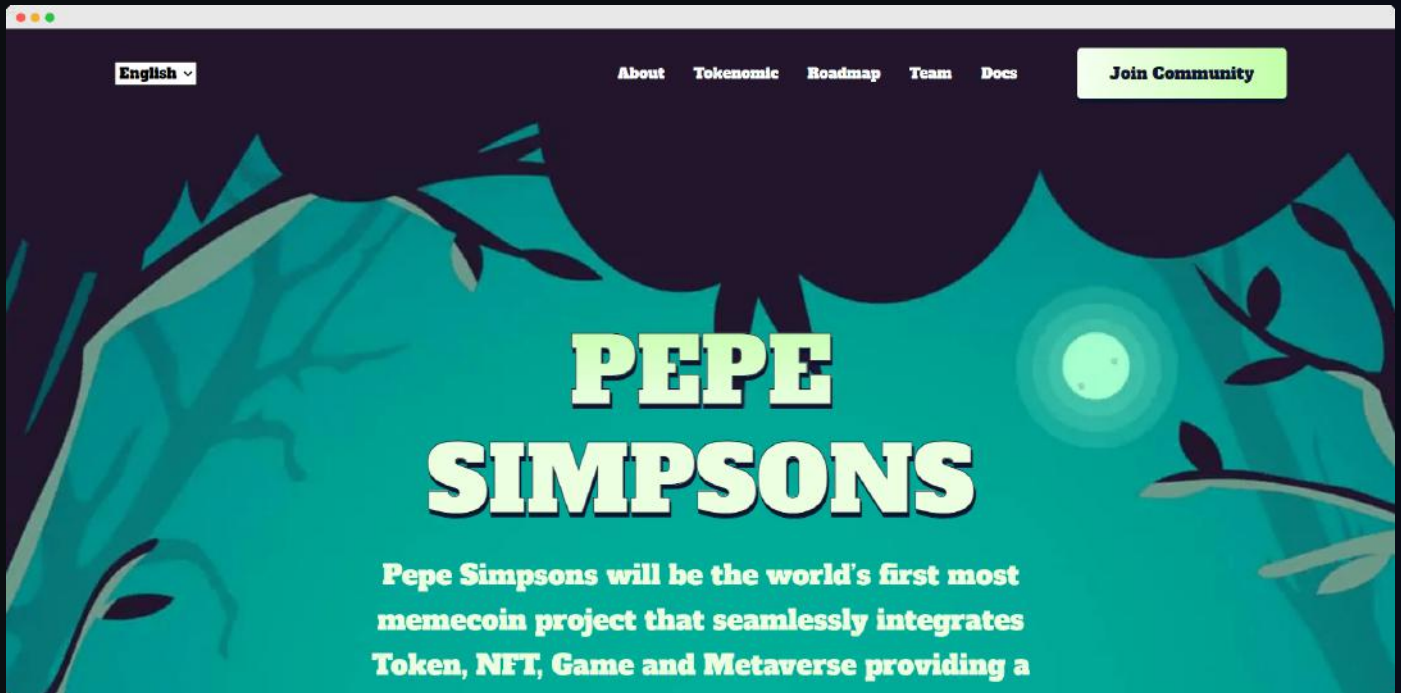 English
About Tokenomic Roadmap Team Docs Join Community
PEPE
SIMPSONS
Pepe Simpsons will be the world's first most
memecoin project that seamlessly integrates
Token, NFT, Game and Metaverse providing a